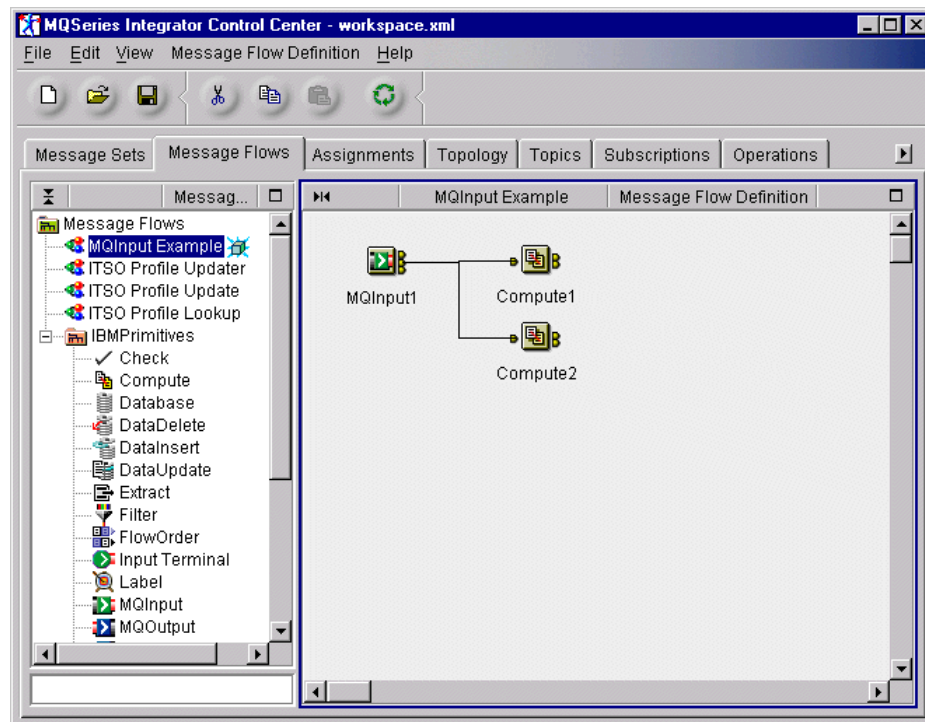 MQSeries Integrator Control Center - workspace.xml
File Edit View Message Flow Definition Help
Message Sets Message Flows Assignments Topology Topics Subscriptions Operations
Messag...
MQInput Example Message Flow Definition
Message Flows
MQInput Example
ITSO Profile Updater
ITSO Profile Update
ITSO Profile Lookup
IBMPrimitives
Check
Compute
Database
DataDelete
DataInsert
DataUpdate
Extract
Filter
FlowOrder
Input Terminal
Label
MQInput
MQOutput
MQInput1
Compute1
Compute2